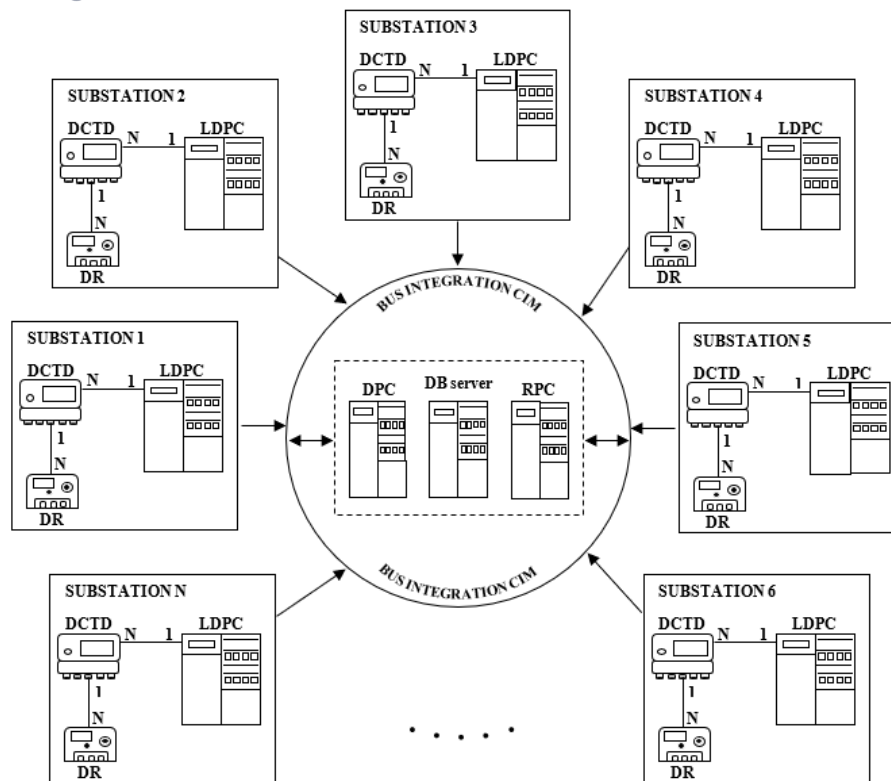 SUBSTATION 3
DCTD
LDPC
N
1
1
N
DR
SUBSTATION 2
DCTD
LDPC
N
1
1
N
DR
SUBSTATION 4
DCTD
LDPC
N
1
1
N
DR
SUBSTATION 1
DCTD
LDPC
N
1
1
N
DR
BUS INTEGRATION CIM
DPC
DB server
RPC
BUS INTEGRATION CIM
SUBSTATION 5
DCTD
LDPC
N
1
1
N
DR
SUBSTATION N
DCTD
LDPC
N
1
1
N
DR
SUBSTATION 6
DCTD
LDPC
N
1
1
N
DR
. . . . .